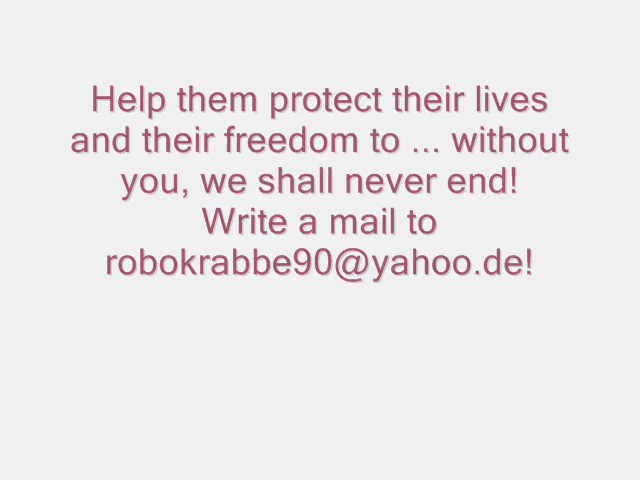 Help them protect their lives
and their freedom to ... without
you, we shall never end!
Write a mail to
robokrabbe90@yahoo.de!